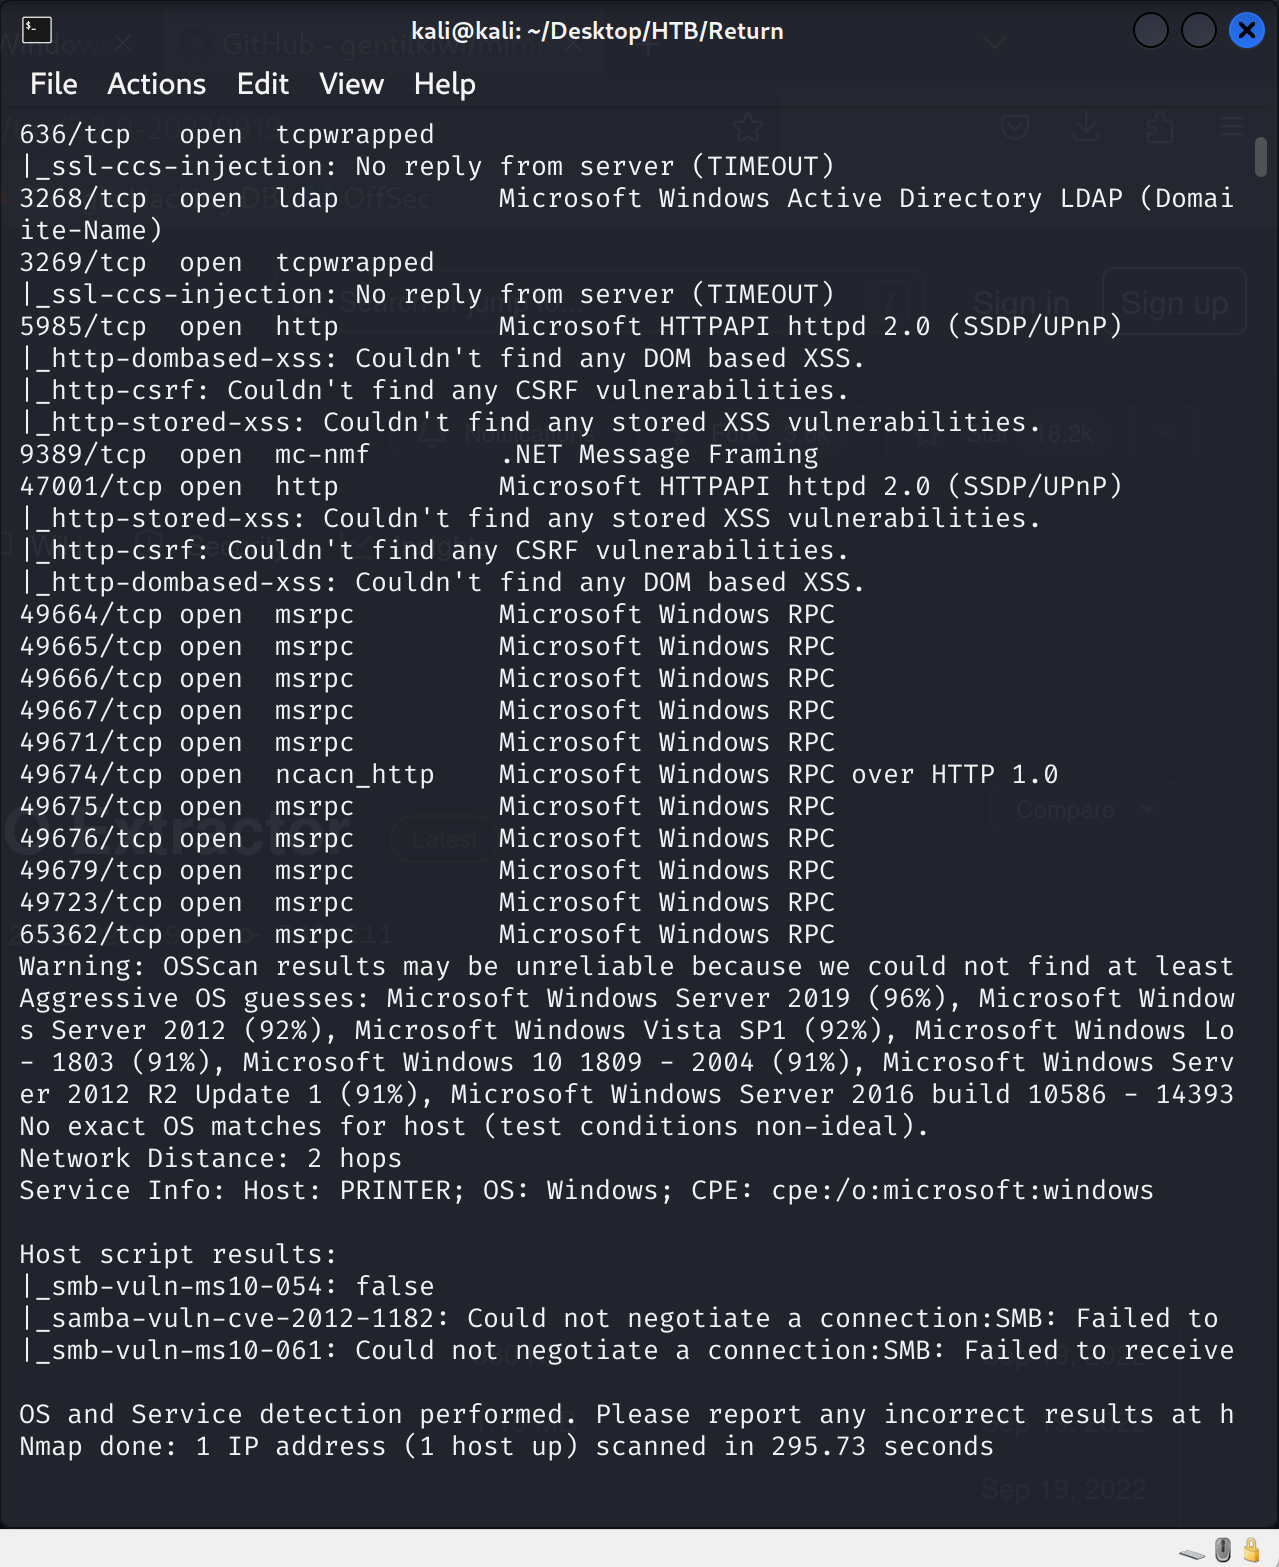 kali@kali: ~/Desktop/HTB/Return
File Actions Edit View Help
636/tcp open tcpwrapped
|_ssl-ccs-injection: No reply from server (TIMEOUT)
3268/tcp open ldap Microsoft Windows Active Directory LDAP (Domai
ite-Name)
3269/tcp open tcpwrapped
|_ssl-ccs-injection: No reply from server (TIMEOUT)
5985/tcp open http Microsoft HTTPAPI httpd 2.0 (SSDP/UPnP)
|_http-dombased-xss: Couldn't find any DOM based XSS.
|_http-csrf: Couldn't find any CSRF vulnerabilities.
|_http-stored-xss: Couldn't find any stored XSS vulnerabilities.
9389/tcp open mc-nmf .NET Message Framing
47001/tcp open http Microsoft HTTPAPI httpd 2.0 (SSDP/UPnP)
|_http-stored-xss: Couldn't find any stored XSS vulnerabilities.
|_http-csrf: Couldn't find any CSRF vulnerabilities.
|_http-dombased-xss: Couldn't find any DOM based XSS.
49664/tcp open msrpc Microsoft Windows RPC
49665/tcp open msrpc Microsoft Windows RPC
49666/tcp open msrpc Microsoft Windows RPC
49667/tcp open msrpc Microsoft Windows RPC
49671/tcp open msrpc Microsoft Windows RPC
49674/tcp open ncacn_http Microsoft Windows RPC over HTTP 1.0
49675/tcp open msrpc Microsoft Windows RPC
49676/tcp open msrpc Microsoft Windows RPC
49679/tcp open msrpc Microsoft Windows RPC
49723/tcp open msrpc Microsoft Windows RPC
65362/tcp open msrpc Microsoft Windows RPC
Warning: OSScan results may be unreliable because we could not find at least
Aggressive OS guesses: Microsoft Windows Server 2019 (96%), Microsoft Window
s Server 2012 (92%), Microsoft Windows Vista SP1 (92%), Microsoft Windows Lo
- 1803 (91%), Microsoft Windows 10 1809 - 2004 (91%), Microsoft Windows Serv
er 2012 R2 Update 1 (91%), Microsoft Windows Server 2016 build 10586 - 14393
No exact OS matches for host (test conditions non-ideal).
Network Distance: 2 hops
Service Info: Host: PRINTER; OS: Windows; CPE: cpe:/o:microsoft:windows
Host script results:
|_smb-vuln-ms10-054: false
|_samba-vuln-cve-2012-1182: Could not negotiate a connection:SMB: Failed to
|_smb-vuln-ms10-061: Could not negotiate a connection:SMB: Failed to receive
OS and Service detection performed. Please report any incorrect results at h
Nmap done: 1 IP address (1 host up) scanned in 295.73 seconds
Sign in
Sign up
Compare
Latest
Sep 19, 2022